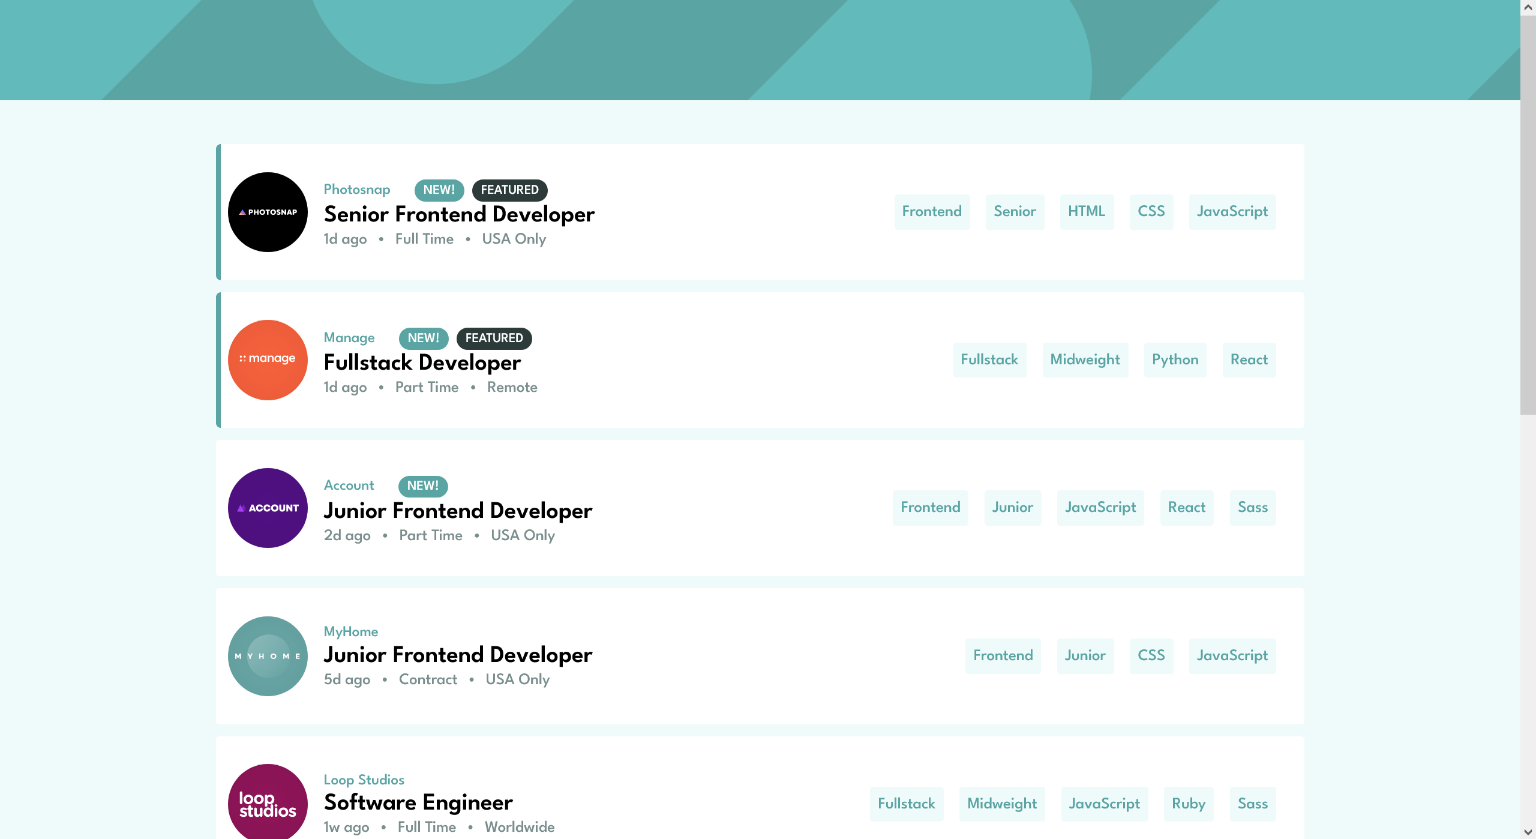 PHOTOSNAP
Photosnap NEW! FEATURED
Senior Frontend Developer
1d ago • Full Time • USA Only
Frontend Senior HTML CSS JavaScript
:: manage
Manage NEW! FEATURED
Fullstack Developer
1d ago • Part Time • Remote
Fullstack Midweight Python React
ACCOUNT
Account NEW!
Junior Frontend Developer
2d ago • Part Time • USA Only
Frontend Junior JavaScript React Sass
MYHOME
MyHome
Junior Frontend Developer
5d ago • Contract • USA Only
Frontend Junior CSS JavaScript
loop
studios
Loop Studios
Software Engineer
1w ago • Full Time • Worldwide
Fullstack Midweight JavaScript Ruby Sass